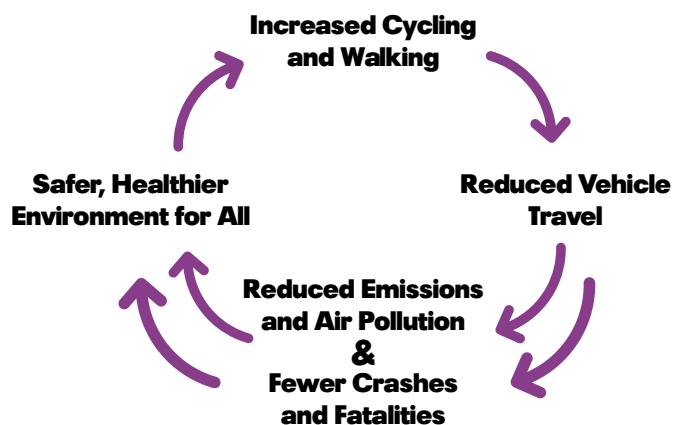 Increased Cycling
and Walking
Safer, Healthier
Environment for All
Reduced Vehicle
Travel
Reduced Emissions
and Air Pollution
&
Fewer Crashes
and Fatalities